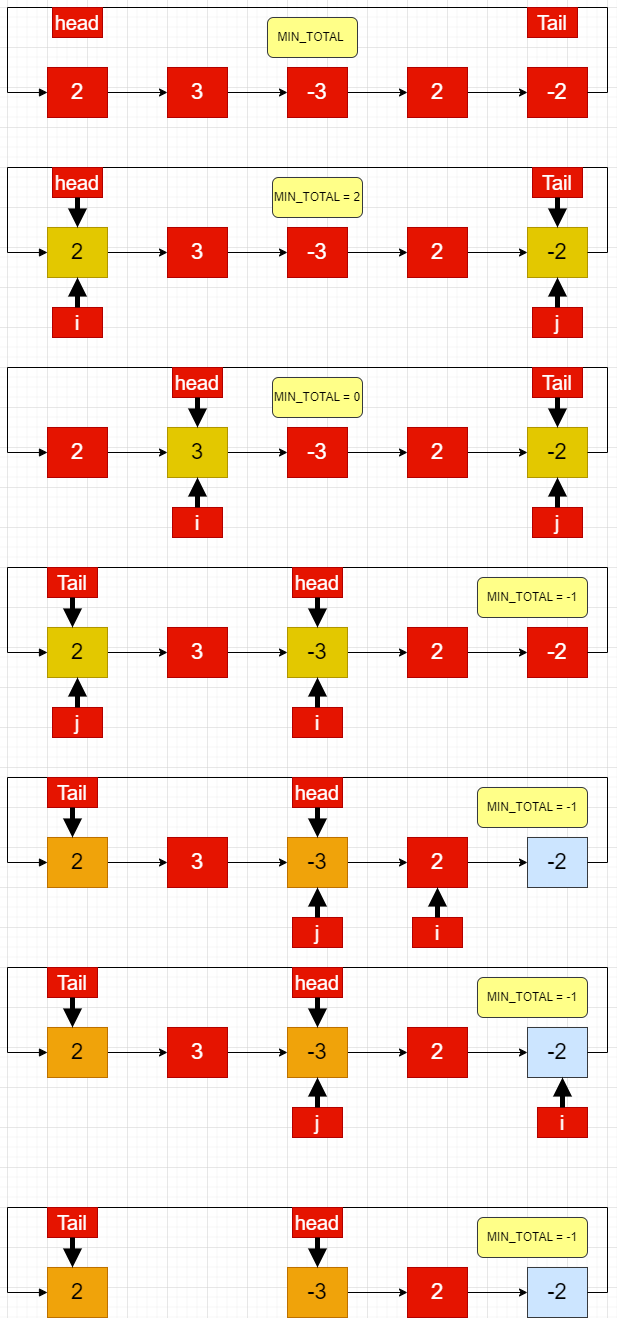 head Tail
MIN_TOTAL
2 3 -3 2 -2
head Tail
MIN_TOTAL = 2
2 3 -3 2 -2
i j
head Tail
MIN_TOTAL = 0
2 3 -3 2 -2
i j
Tail head
MIN_TOTAL = -1
2 3 -3 2 -2
j i
Tail head
MIN_TOTAL = -1
2 3 -3 2 -2
j i
Tail head
MIN_TOTAL = -1
2 3 -3 2 -2
j i
Tail head
MIN_TOTAL = -1
2 -3 2 -2